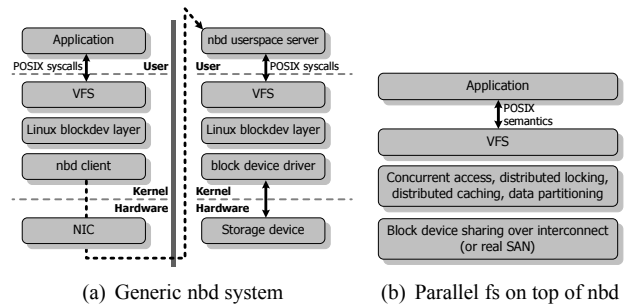 Application
POSIX syscalls
User
VFS
Linux blockdev layer
nbd client
Kernel
Hardware
NIC
nbd userspace server
User
POSIX syscalls
VFS
Linux blockdev layer
block device driver
Kernel
Hardware
Storage device
(a) Generic nbd system
Application
POSIX
semantics
VFS
Concurrent access, distributed locking,
distributed caching, data partitioning
Block device sharing over interconnect
(or real SAN)
(b) Parallel fs on top of nbd